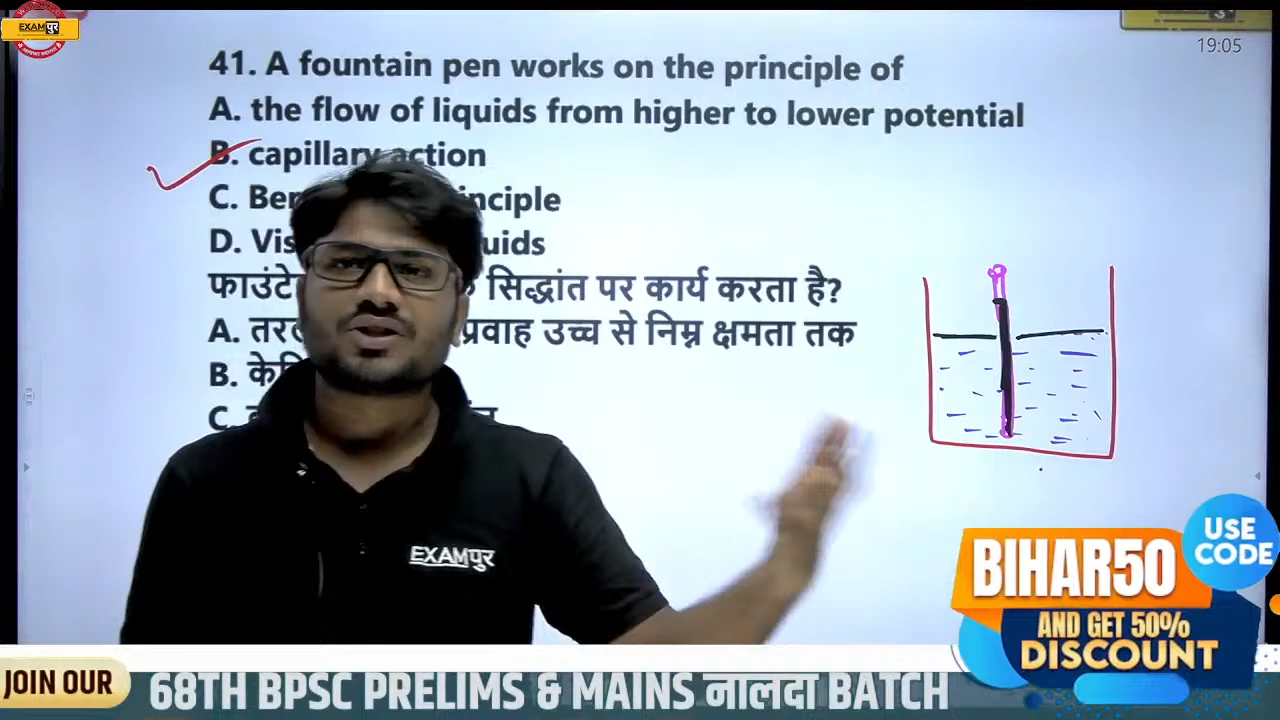 EXAMपुर
19:05
41. A fountain pen works on the principle of
A. the flow of liquids from higher to lower potential
B. capillary action
C. Ber nciple
D. Vis uids
फाउंटे सिद्धांत पर कार्य करता है?
A. तर प्रवाह उच्च से निम्न क्षमता तक
B. के
C.
EXAMपुर
USE
CODE
BIHAR50
AND GET 50%
DISCOUNT
JOIN OUR
68TH BPSC PRELIMS & MAINS नालंदा BATCH